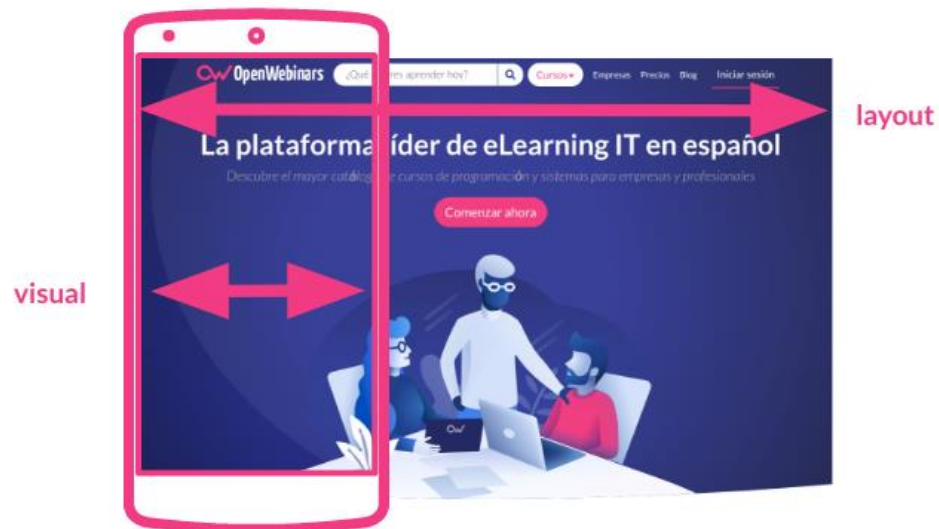 OpenWebinars ¿Qué res aprender hoy? Cursos Empresas Precios Blog Iniciar sesión
layout
La plataforma íder de eLearning IT en español
Descubre el mayor catálog e cursos de programación y sistemas para empresas y profesionales
Comenzar ahora
visual